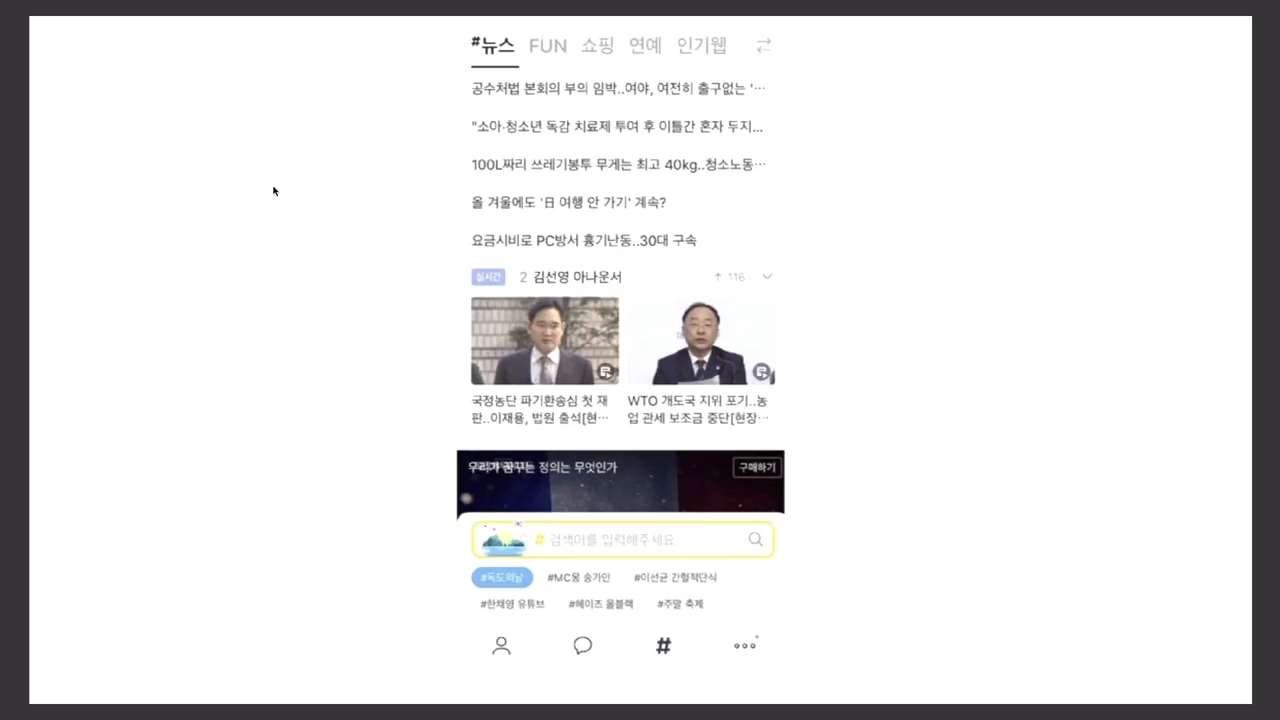 #뉴스 FUN 쇼핑 연예 인기웹
공수처법 본회의 부의 임박..여야, 여전히 출구없는 '…
"소아·청소년 독감 치료제 투여 후 이틀간 혼자 두지...
100L짜리 쓰레기봉투 무게는 최고 40kg..청소노동…
올 겨울에도 '日 여행 안 가기' 계속?
요금시비로 PC방서 흉기난동..30대 구속
실시간 2 김선영 아나운서 ↑ 116
국정농단 파기환송심 첫 재
판..이재용, 법원 출석[현…
WTO 개도국 지위 포기..농
업 관세 보조금 중단[현장…
우리가 꿈꾸는 정의는 무엇인가 구매하기
# 검색어를 입력해주세요
#독도의날 #MC몽 송가인 #이선균 간헐적단식
#한채영 유튜브 #헤이즈 올블랙 #주말 축제
#